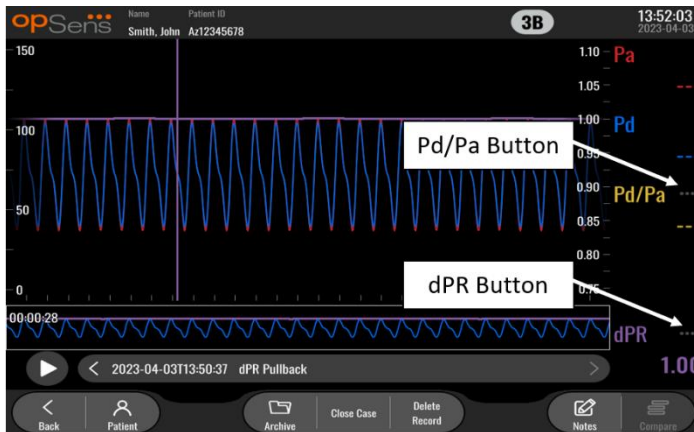 opSens
Name Patient ID
Smith, John Az12345678
3B
13:52:03
2023-04-03
150
100
50
0
1.10
1.05
1.00
0.95
0.90
0.85
0.80
0.75
Pa
--
Pd
--
Pd/Pa
--
Pd/Pa Button
dPR Button
00:00:28
dPR
1.00
< 2023-04-03T13:50:37 dPR Pullback >
Back
Patient
Archive
Close Case
Delete
Record
Notes
Compare